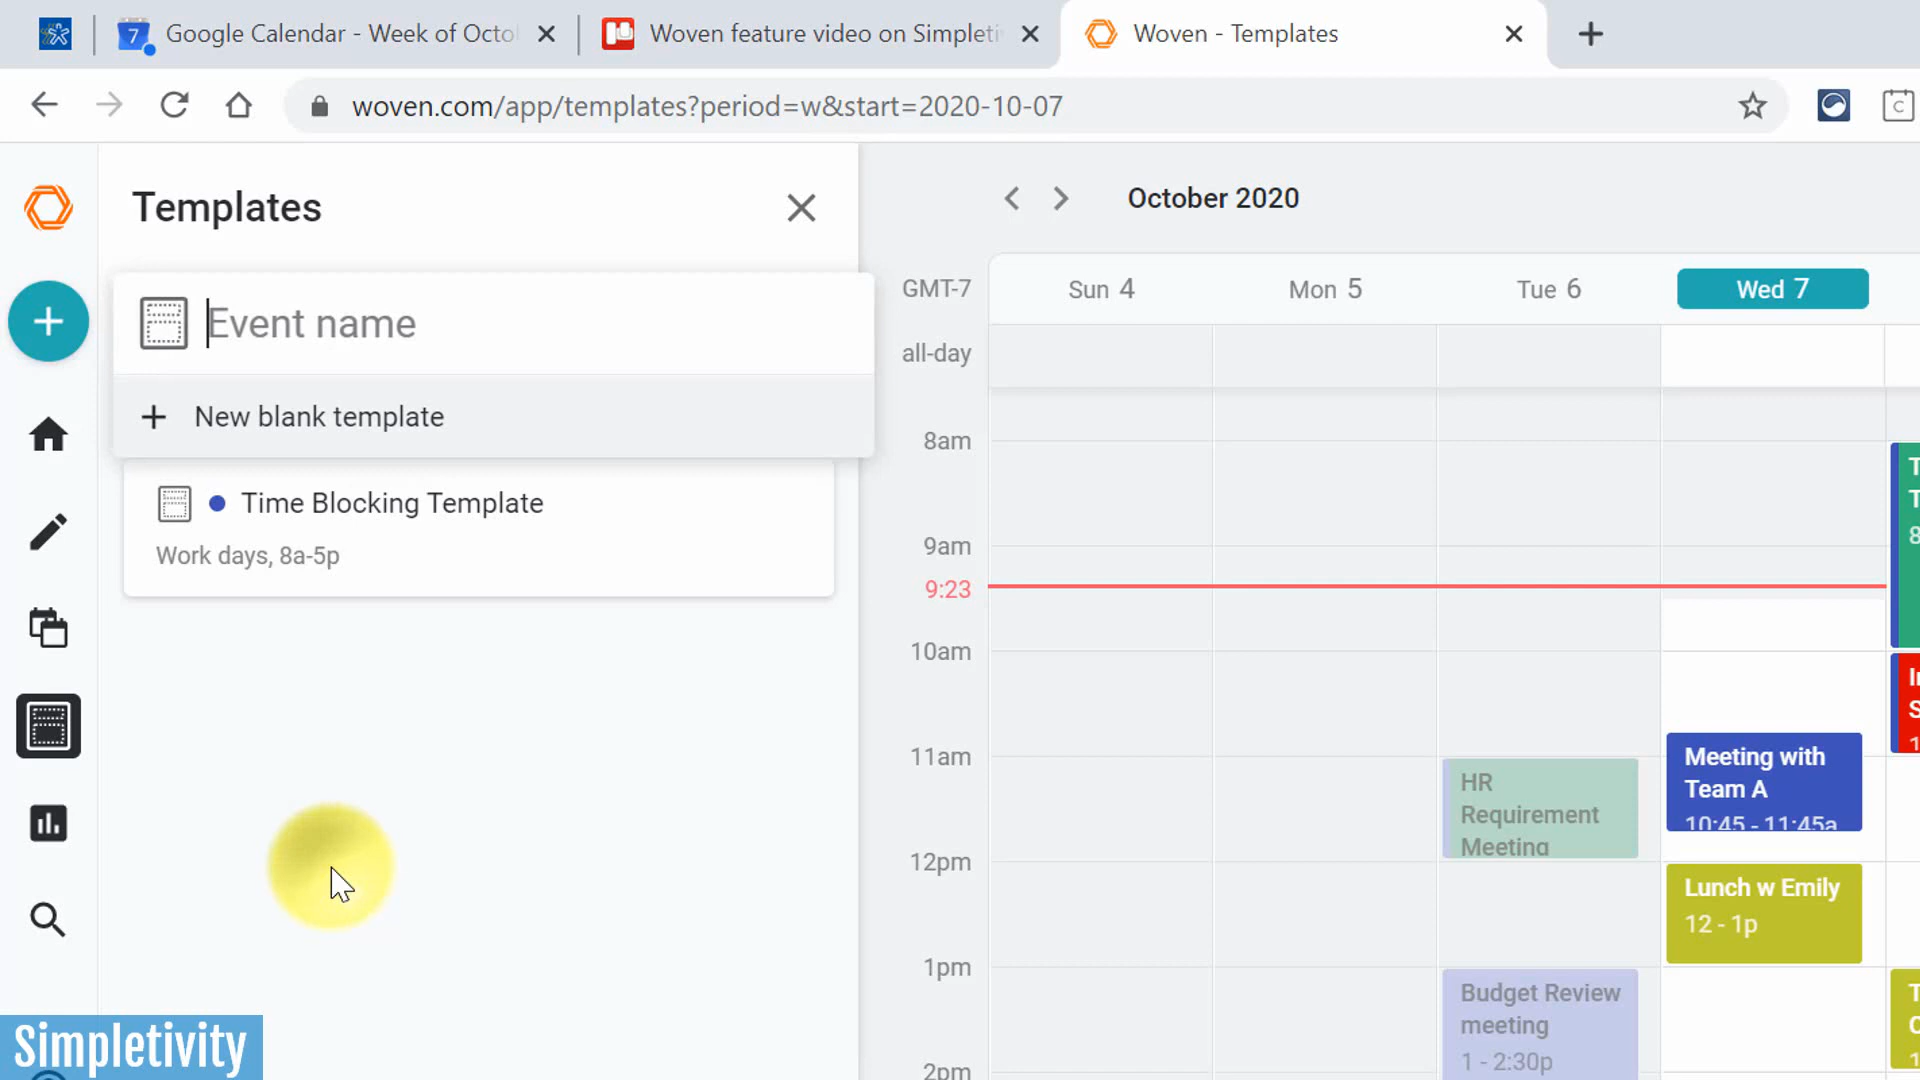 Google Calendar - Week of Octo
Woven feature video on Simpleti
Woven - Templates
woven.com/app/templates?period=w&start=2020-10-07
Templates
Event name
New blank template
Time Blocking Template
Work days, 8a-5p
October 2020
GMT-7
Sun 4
Mon 5
Tue 6
Wed 7
all-day
8am
9am
9:23
10am
11am
12pm
1pm
2pm
HR
Requirement
Meeting
Budget Review
meeting
1 - 2:30p
Meeting with
Team A
10:45 - 11:45a
Lunch w Emily
12 - 1p
Simpletivity